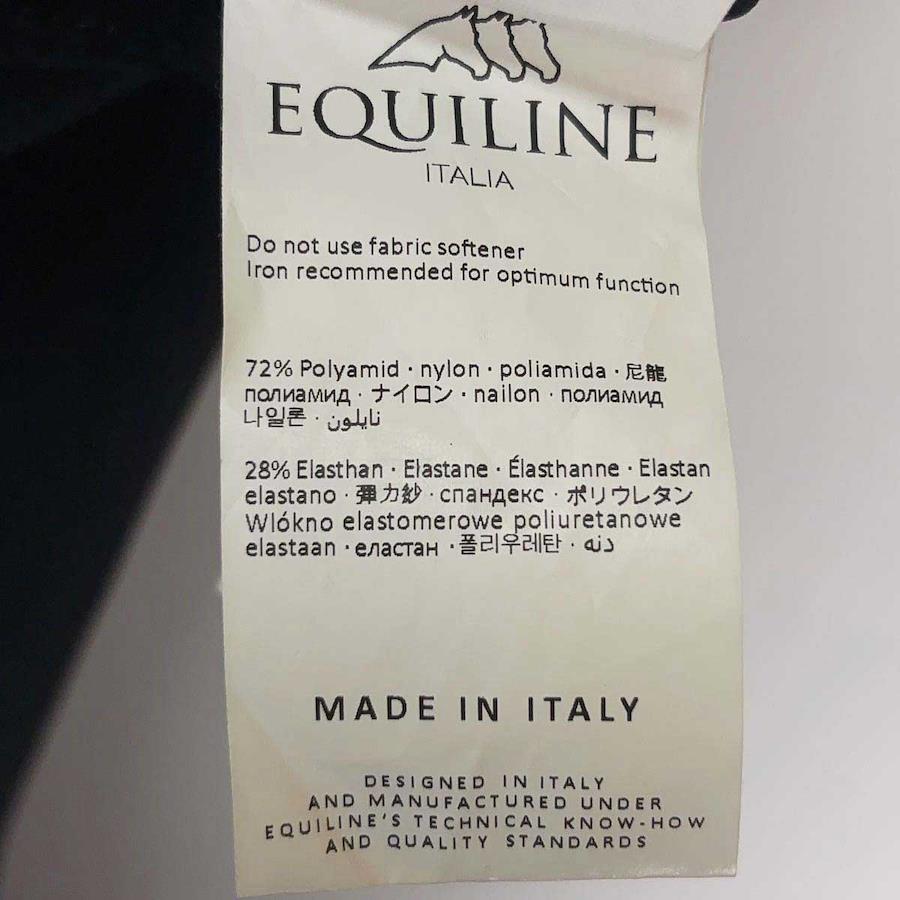 EQUILINE
ITALIA
Do not use fabric softener
Iron recommended for optimum function
72% Polyamid · nylon · poliamida · 尼龍
полиамид · ナイロン · nailon · полиамид
나일론 · نايلون
28% Elasthan · Elastane · Élasthanne · Elastan
elastano · 彈力紗 · спандекс · ポリウレタン
Wlókno elastomerowe poliuretanowe
elastaan · еластан · 폴리우레탄 · دنه
MADE IN ITALY
DESIGNED IN ITALY
AND MANUFACTURED UNDER
EQUILINE'S TECHNICAL KNOW-HOW
AND QUALITY STANDARDS